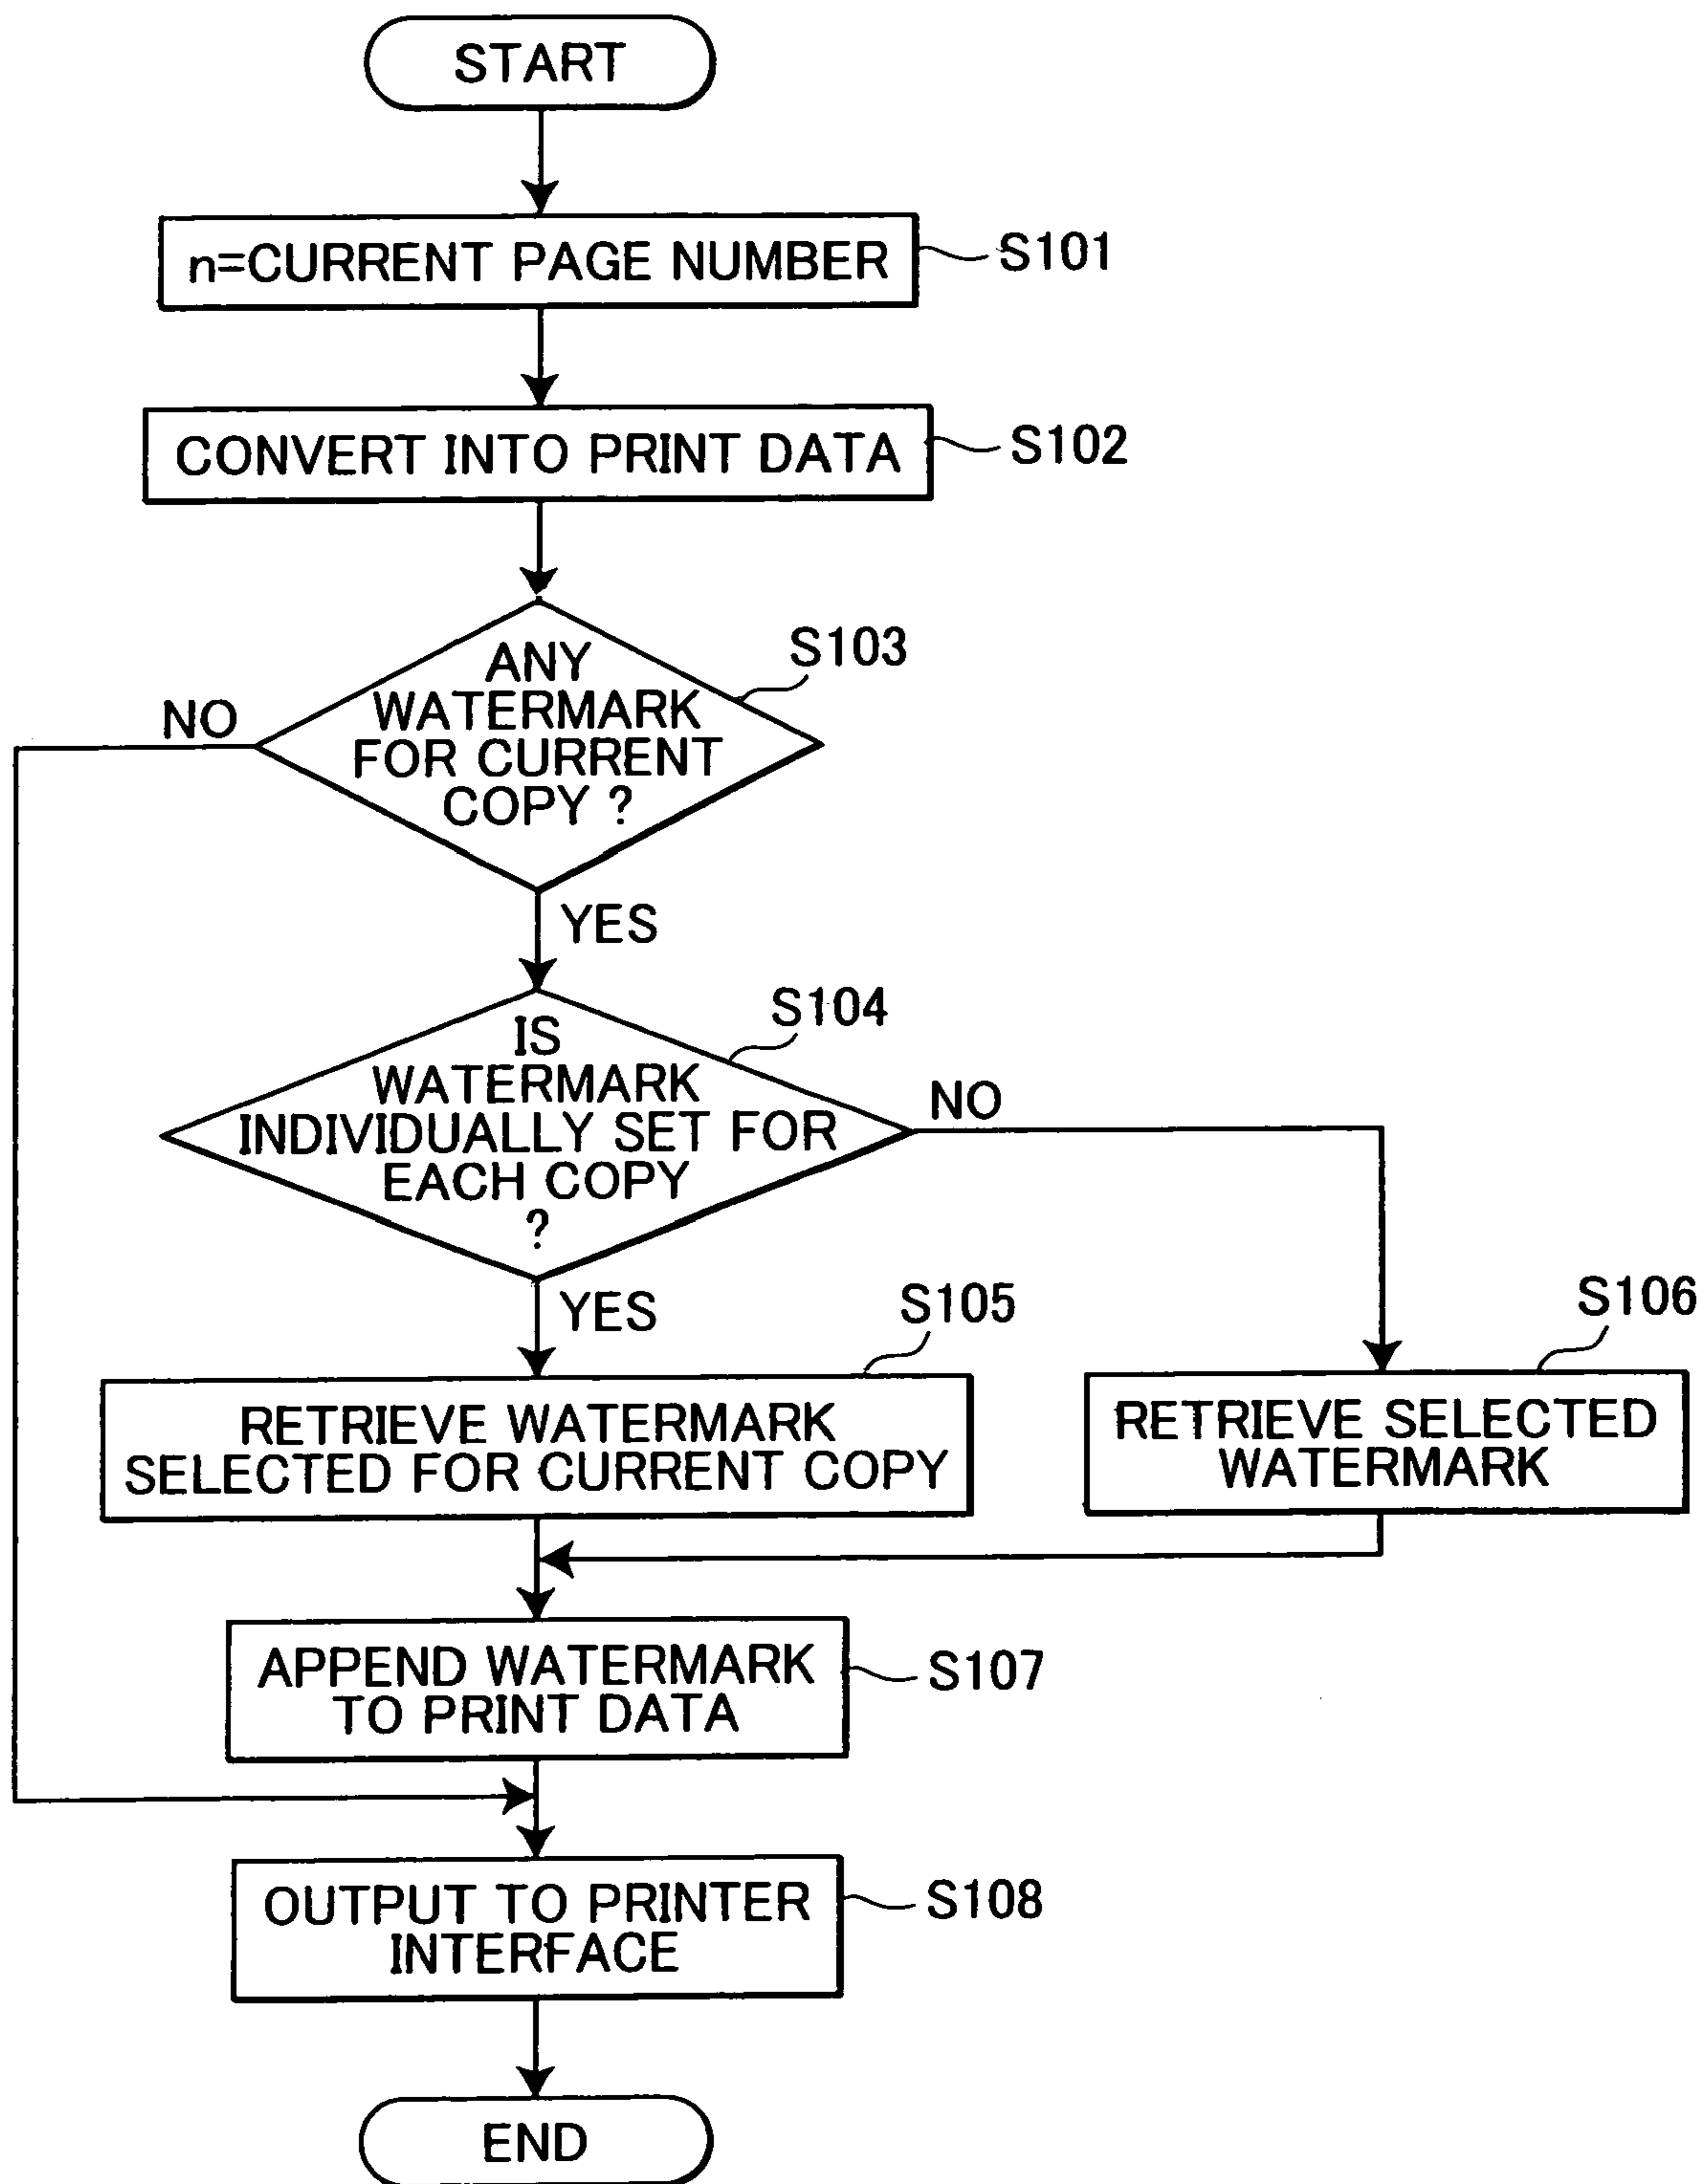 START
n=CURRENT PAGE NUMBER
S101
CONVERT INTO PRINT DATA
S102
ANY
WATERMARK
FOR CURRENT
COPY ?
S103
NO
YES
IS
WATERMARK
INDIVIDUALLY SET FOR
EACH COPY
?
S104
NO
YES
RETRIEVE WATERMARK
SELECTED FOR CURRENT COPY
S105
RETRIEVE SELECTED
WATERMARK
S106
APPEND WATERMARK
TO PRINT DATA
S107
OUTPUT TO PRINTER
INTERFACE
S108
END